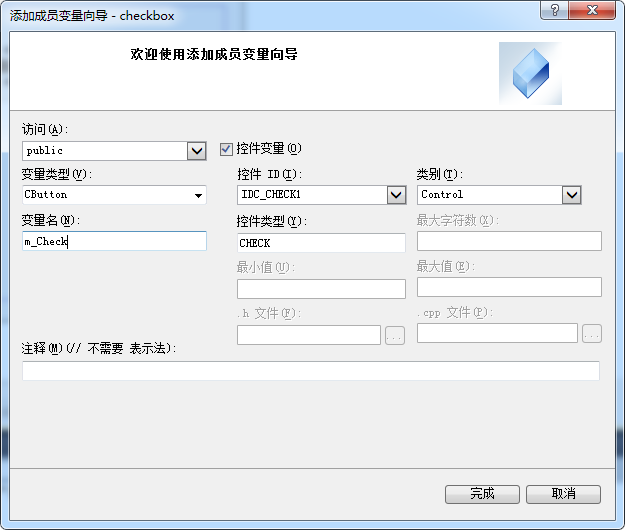 添加成员变量向导 - checkbox
欢迎使用添加成员变量向导
访问(A):
public
控件变量(O)
变量类型(V):
控件 ID(I):
类别(T):
CButton
IDC_CHECK1
Control
变量名(N):
控件类型(Y):
最大字符数(X):
m_Check
CHECK
最小值(U):
最大值(E):
.h 文件(F):
.cpp 文件(P):
...
...
注释(M)(// 不需要 表示法):
完成
取消